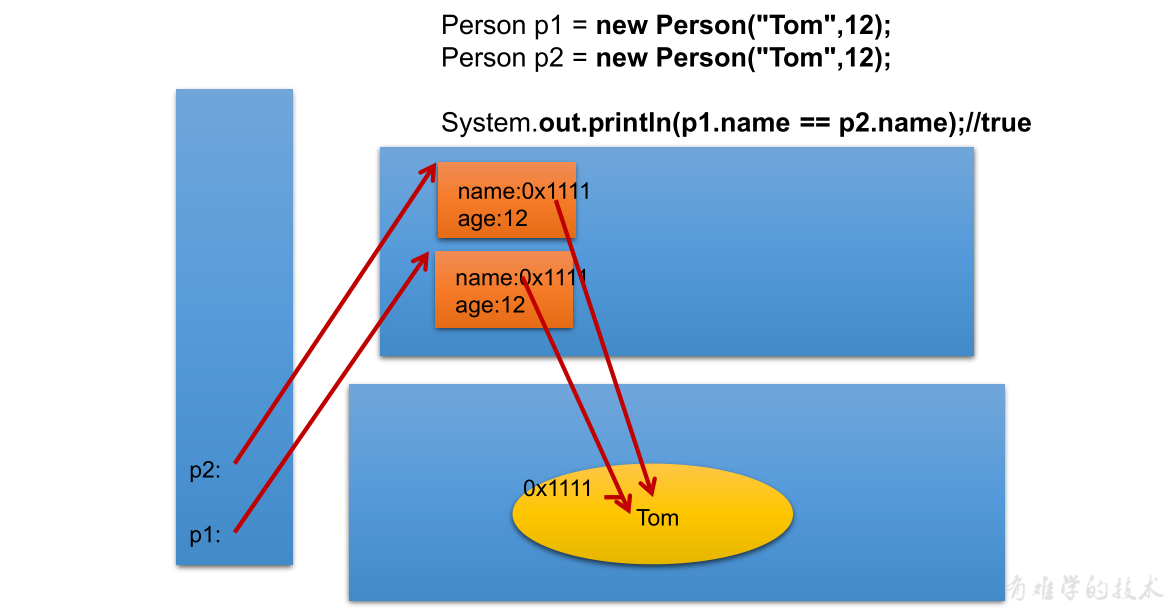 Person p1 = new Person("Tom",12);
Person p2 = new Person("Tom",12);
System.out.println(p1.name == p2.name);//true
name:0x1111
age:12
name:0x1111
age:12
p2:
p1:
0x1111
Tom
有难学的技术